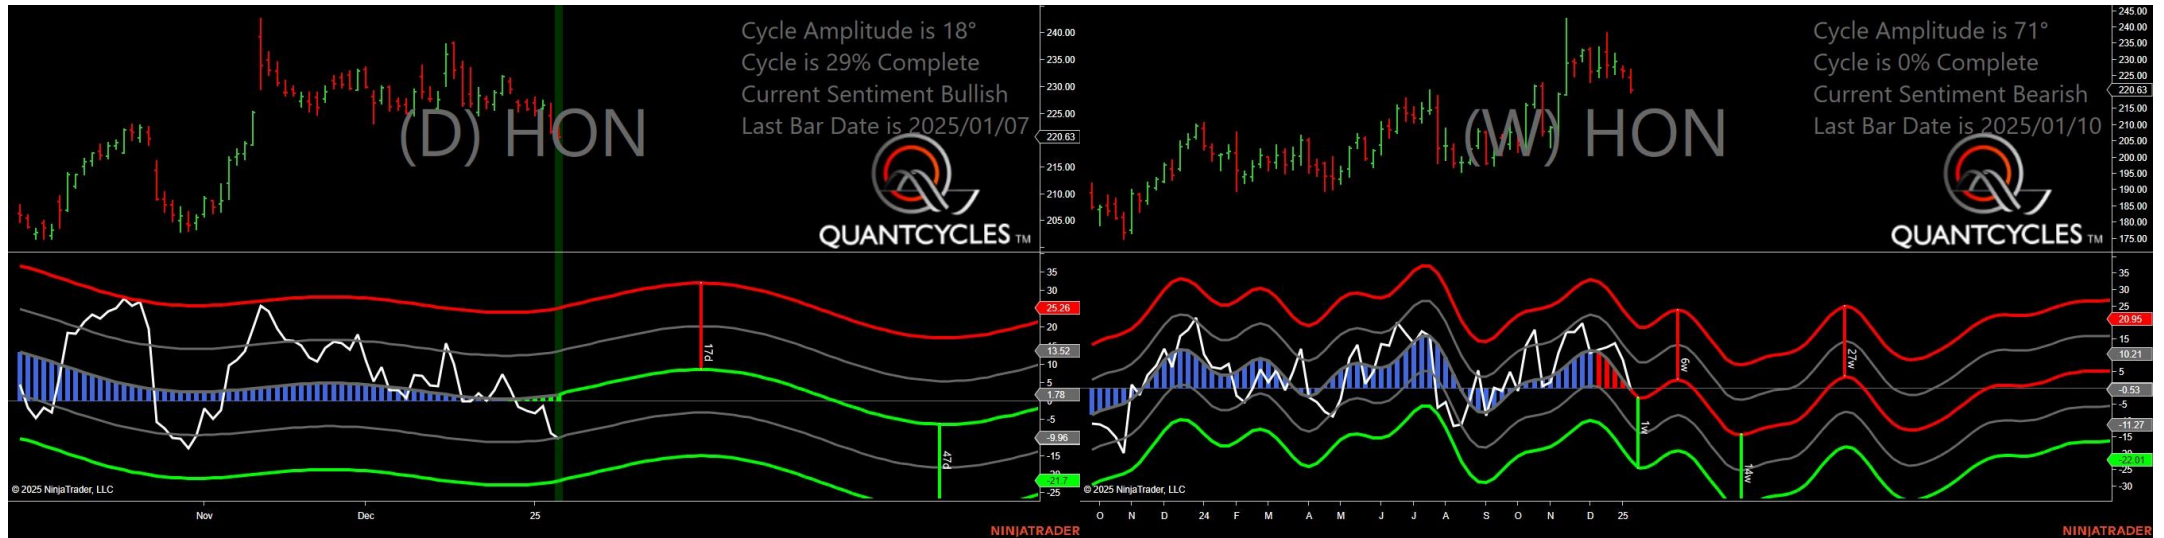 Cycle Amplitude is 18°
Cycle is 29% Complete
Current Sentiment Bullish
Last Bar Date is 2025/01/07
(D) HON
QUANTCYCLES TM
240.00
235.00
230.00
225.00
220.63
215.00
210.00
205.00
35
25.26
20
13.52
10
5
1.78
0
-5
-9.96
-15
-21.7
-25
17d
47d
© 2025 NinjaTrader, LLC
Nov
Dec
25
NINJATRADER
Cycle Amplitude is 71°
Cycle is 0% Complete
Current Sentiment Bearish
Last Bar Date is 2025/01/10
(W) HON
QUANTCYCLES TM
245.00
240.00
235.00
230.00
225.00
220.63
215.00
210.00
205.00
200.00
195.00
190.00
185.00
180.00
175.00
35
30
25
20.95
15
10.21
5
-0.53
-5
-11.27
-15
-22.01
-25
-30
1w
6w
14w
27w
© 2025 NinjaTrader, LLC
O N D 24 F M A M J J A S O N D 25
NINJATRADER